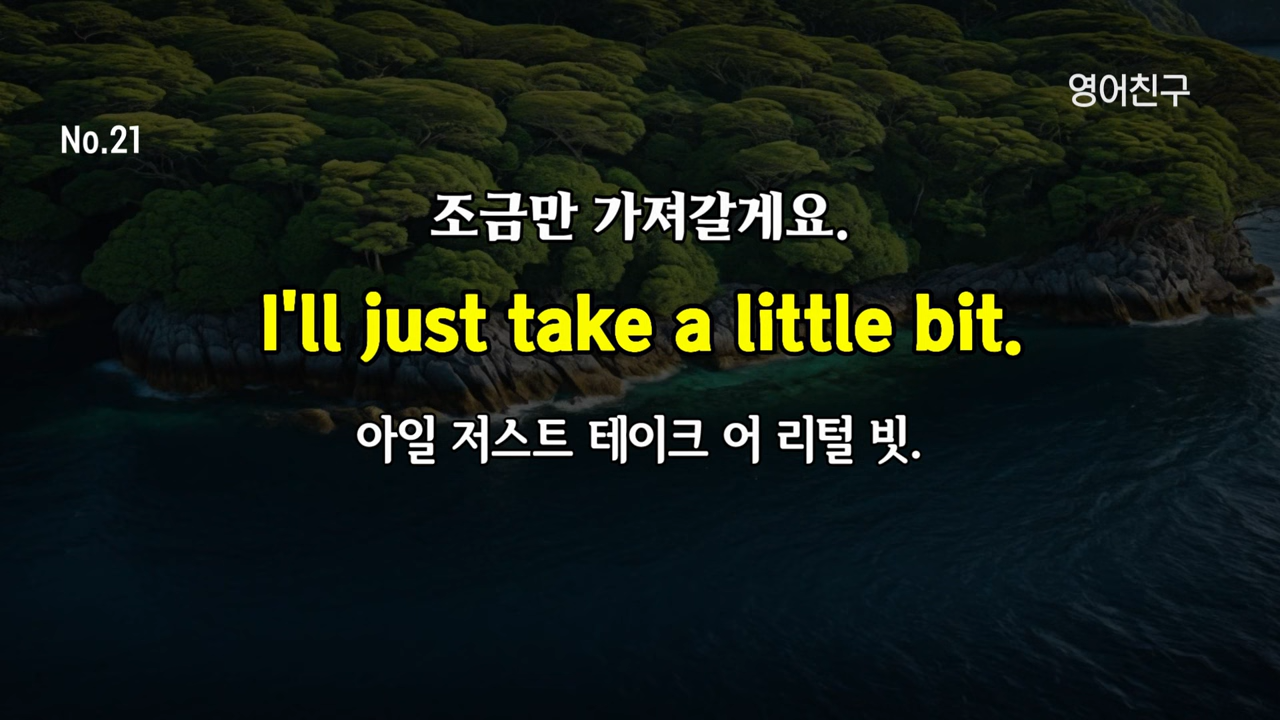 영어친구
No.21
조금만 가져갈게요.
I'll just take a little bit.
아일 저스트 테이크 어 리털 빗.